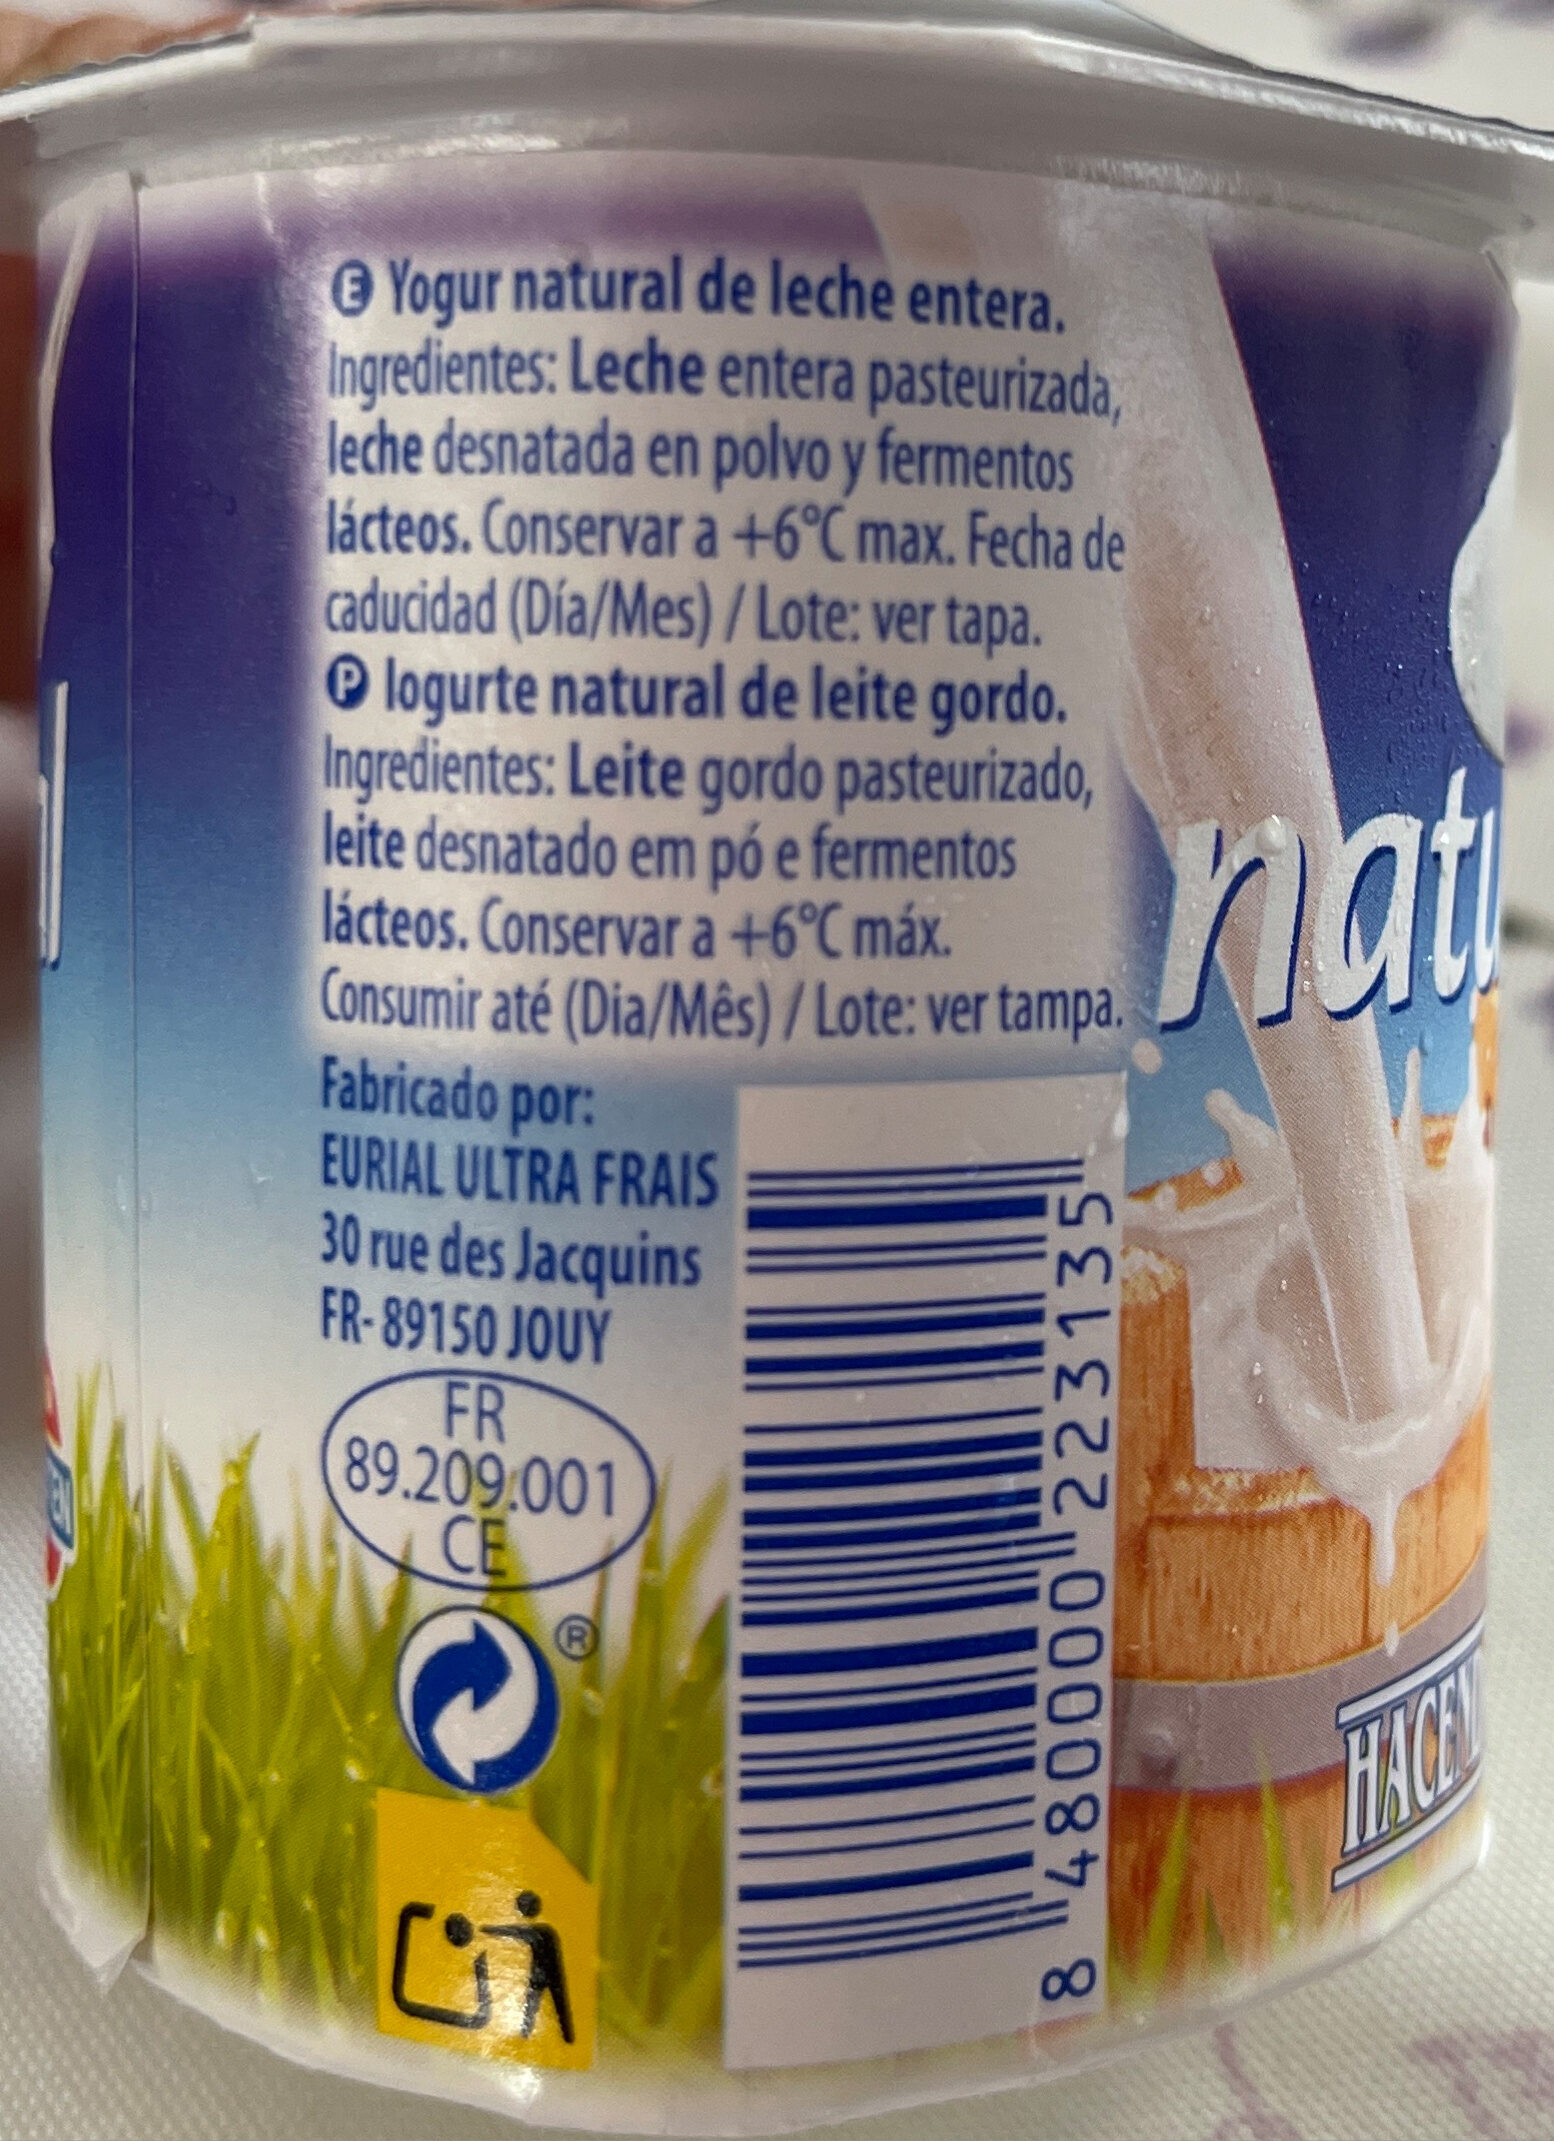 E Yogur natural de leche entera.
Ingredientes: Leche entera pasteurizada,
leche desnatada en polvo y fermentos
lácteos. Conservar a +6°C max. Fecha de
caducidad (Día/Mes) / Lote: ver tapa.
P Iogurte natural de leite gordo.
Ingredientes: Leite gordo pasteurizado,
leite desnatado em pó e fermentos
lácteos. Conservar a +6°C máx.
Consumir até (Dia/Mês) / Lote: ver tampa.
Fabricado por:
EURIAL ULTRA FRAIS
30 rue des Jacquins
FR- 89150 JOUY
FR
89.209.001
CE
®
8 480000 223135
natu
HACEN